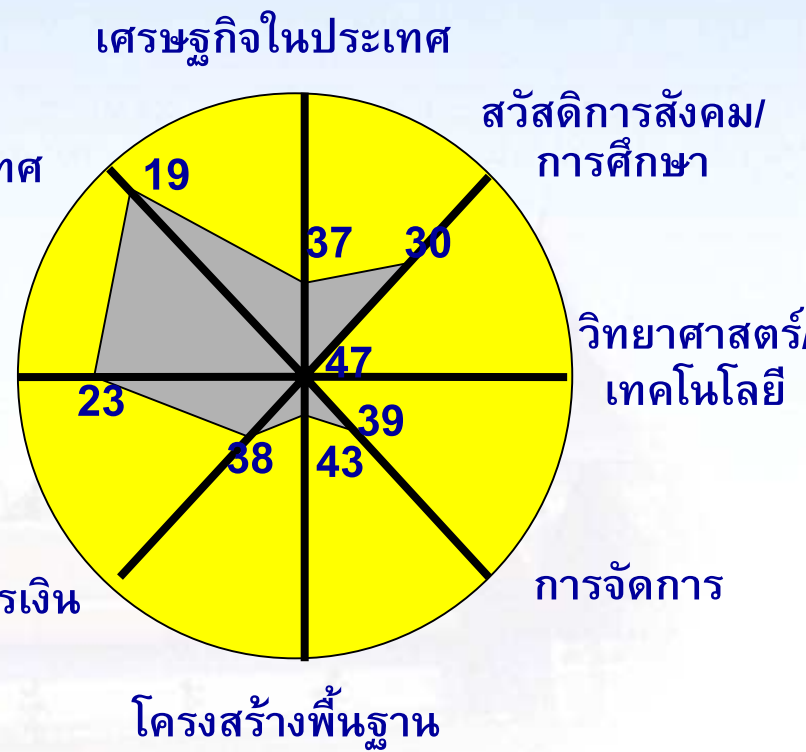 เศรษฐกิจในประเทศ
สวัสดิการสังคม/
การศึกษา
19
37
30
วิทยาศาสตร์/
เทคโนโลยี
47
23
39
38
43
การจัดการ
โครงสร้างพื้นฐาน